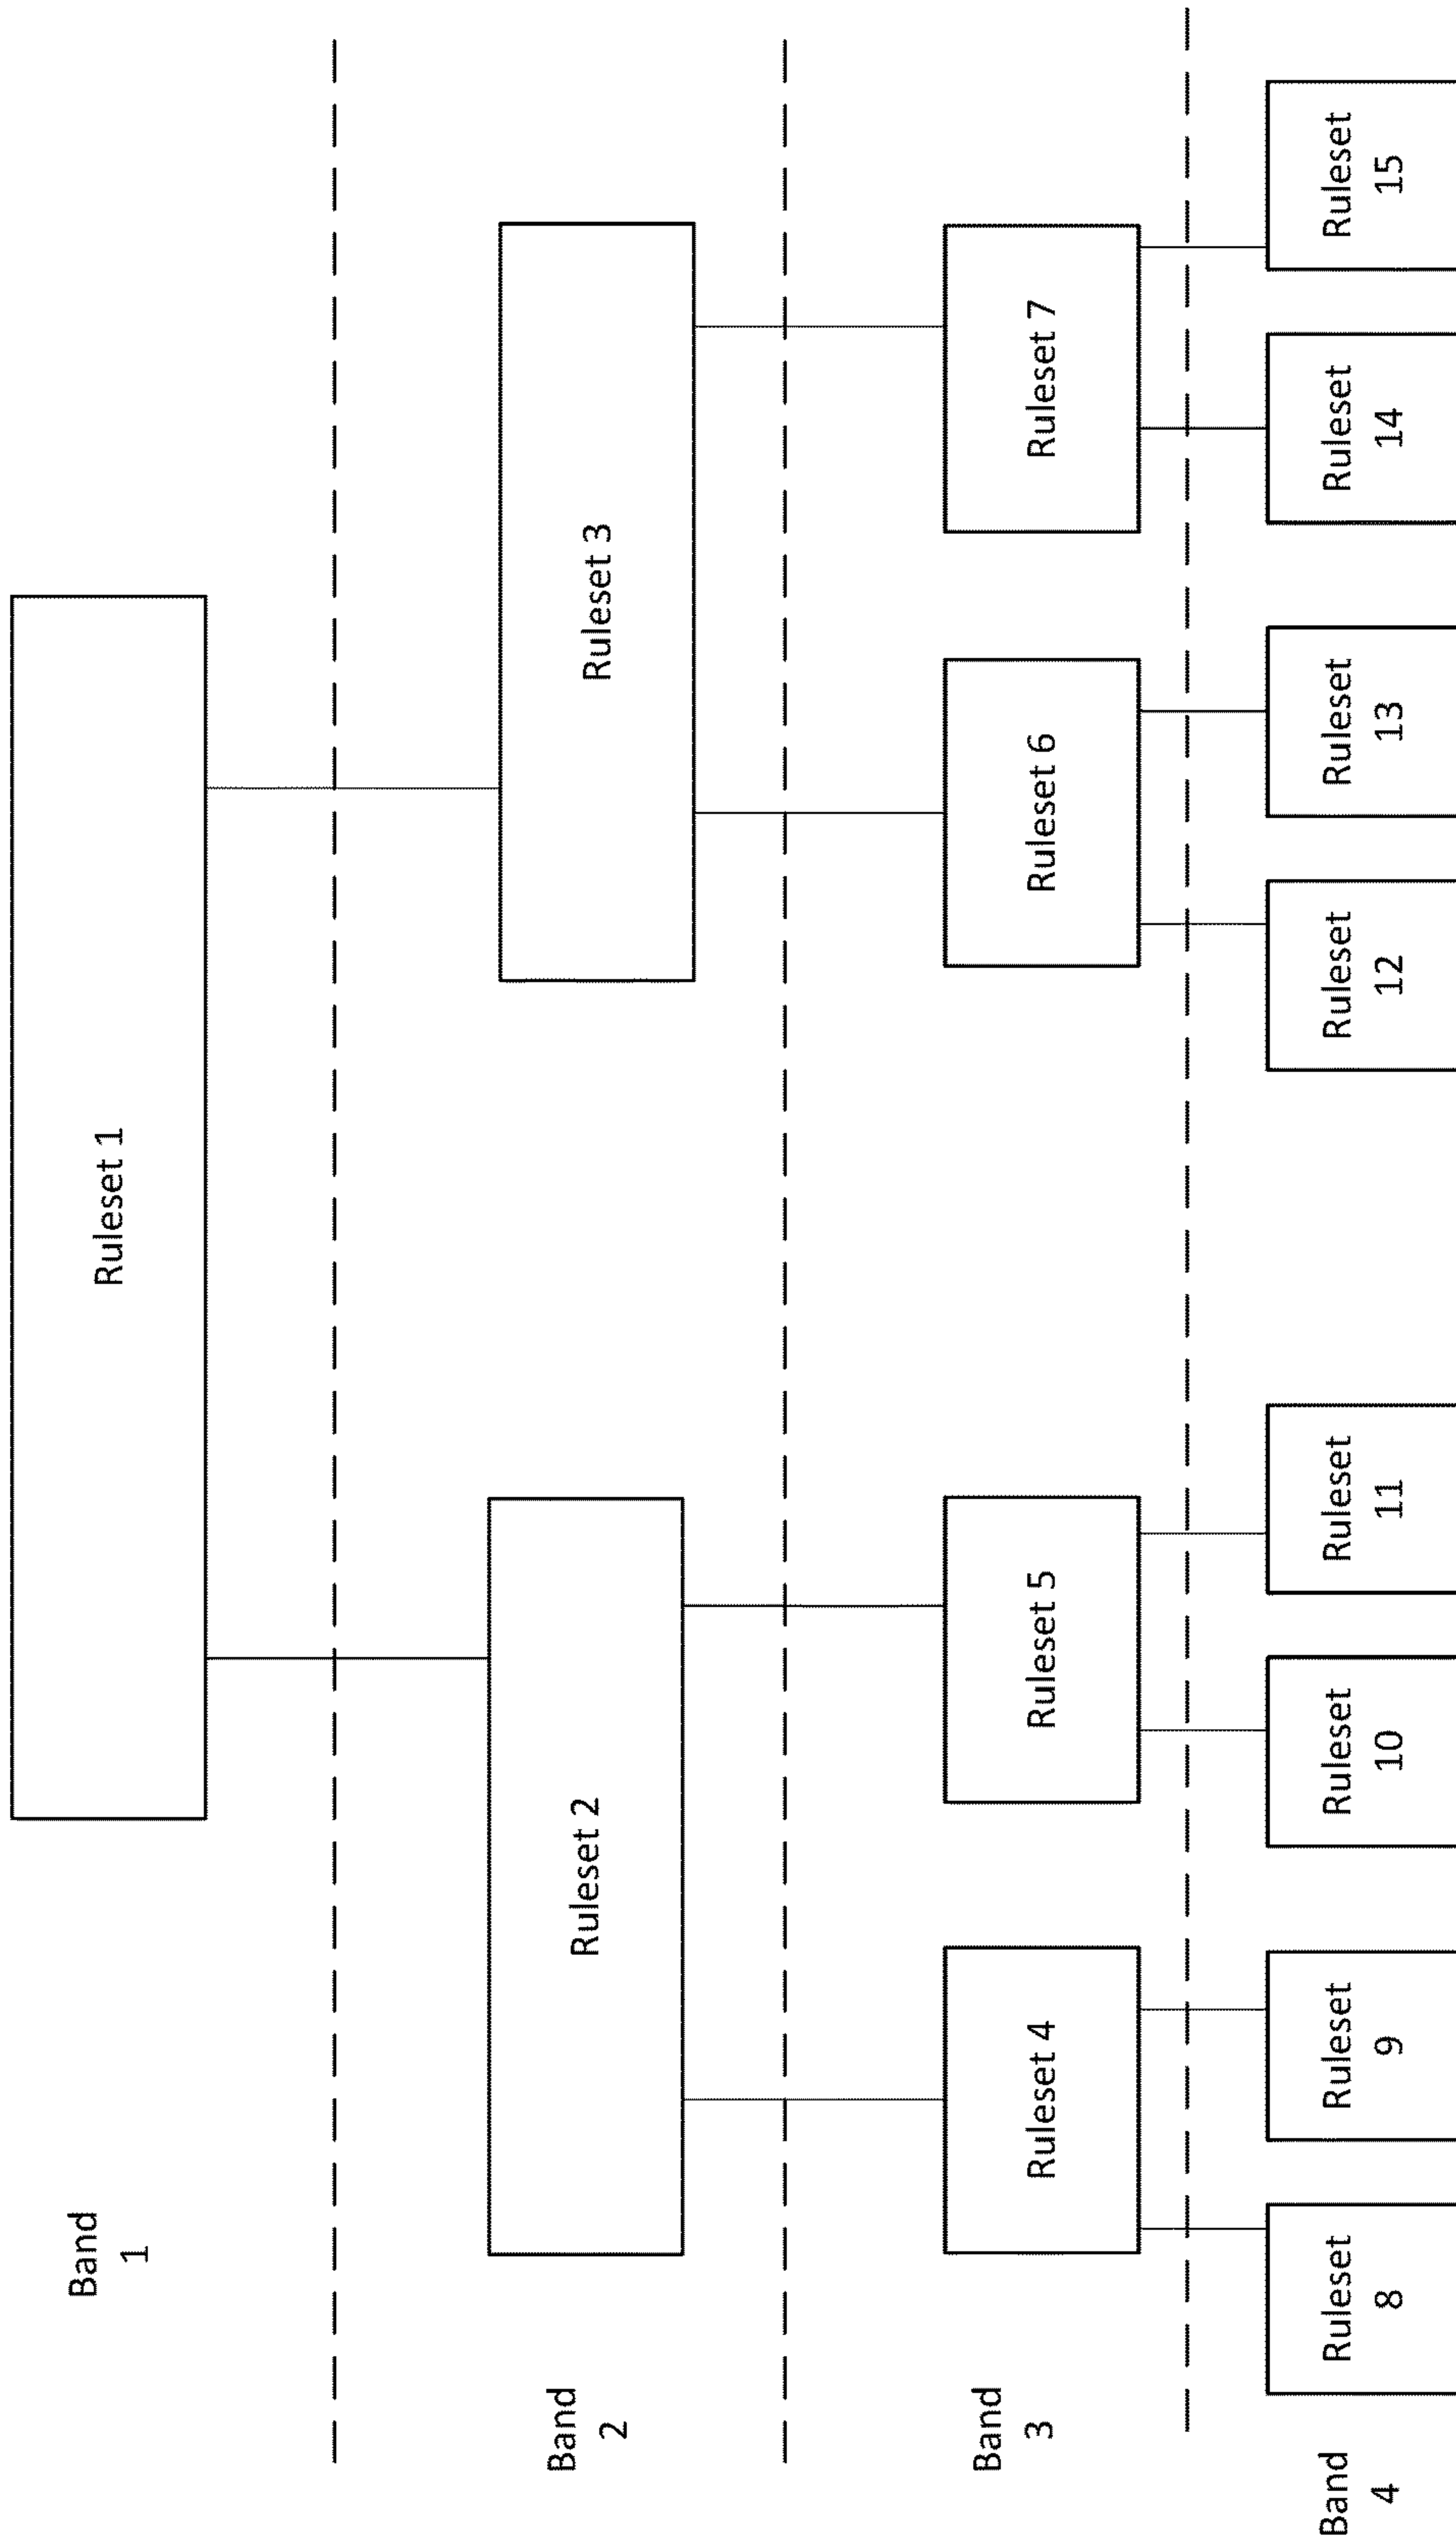 Band
1
Ruleset 1
Band
2
Ruleset 2
Ruleset 3
Band
3
Ruleset 4
Ruleset 5
Ruleset 6
Ruleset 7
Band
4
Ruleset
8
Ruleset
9
Ruleset
10
Ruleset
11
Ruleset
12
Ruleset
13
Ruleset
14
Ruleset
15